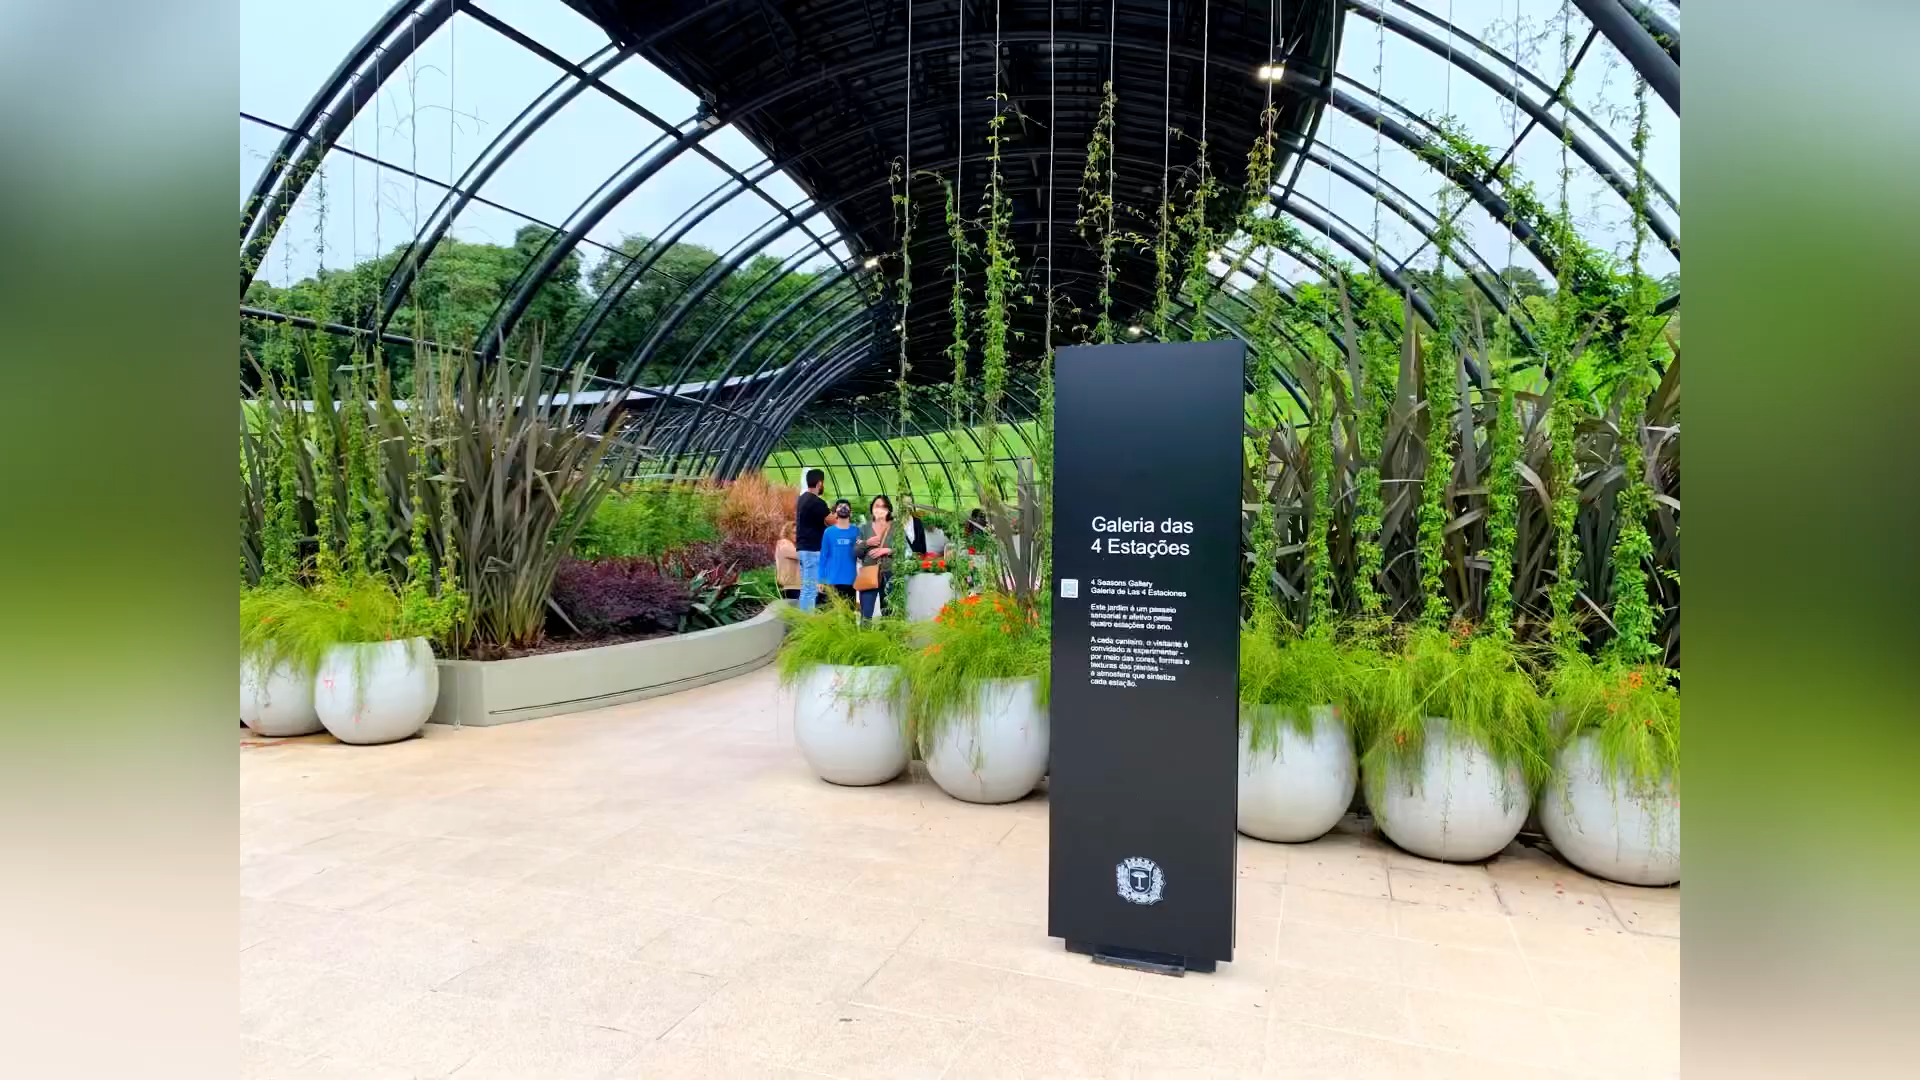 Galeria das
4 Estações
4 Seasons Gallery
Galeria de Las 4 Estaciones
Este jardim é um passeio
sensorial e afetivo pelas
quatro estações do ano.
A cada canteiro, o visitante é
convidado a experimentar -
por meio das cores, formas e
texturas das plantas -
a atmosfera que sintetiza
cada estação.